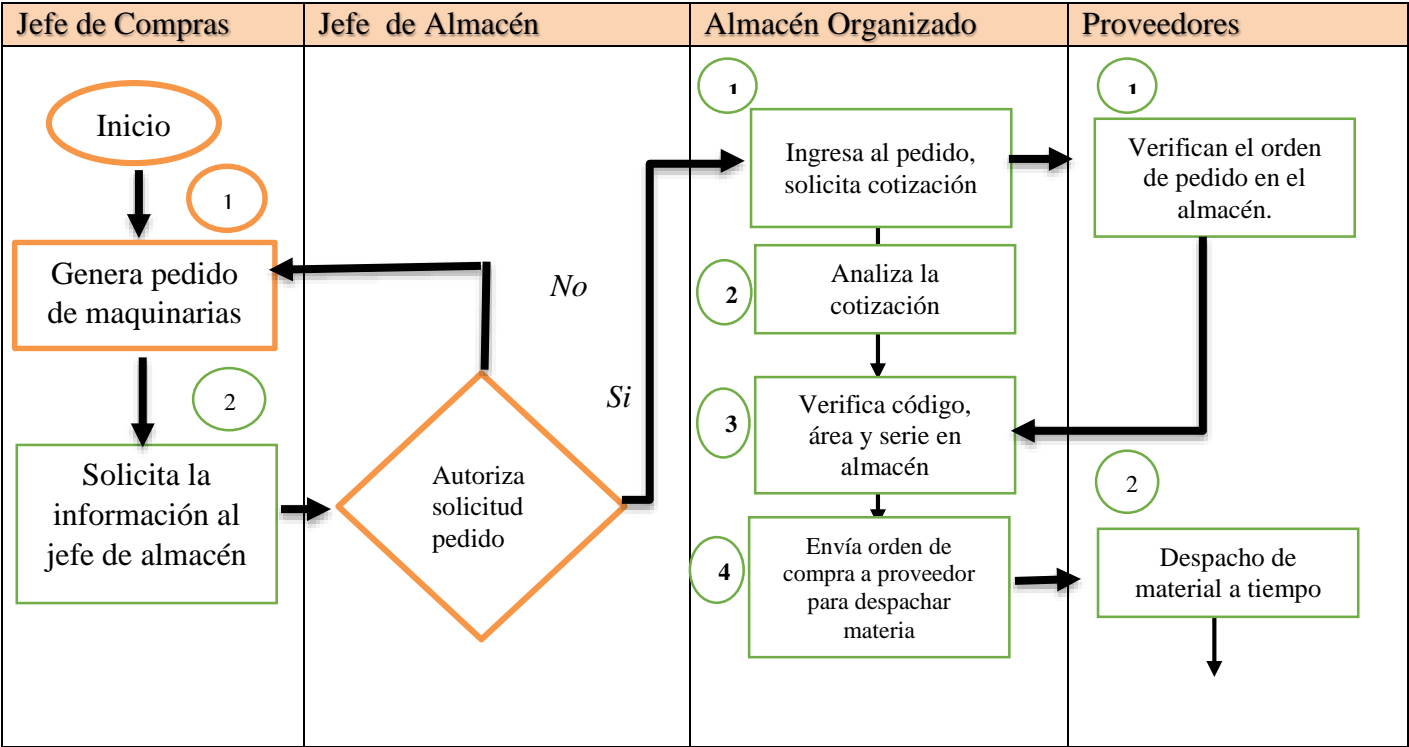 Jefe de Compras
Jefe de Almacén
Almacén Organizado
Proveedores
Inicio
1
Genera pedido
de maquinarias
2
Solicita la
información al
jefe de almacén
Autoriza
solicitud
pedido
No
Si
1
Ingresa al pedido,
solicita cotización
2
Analiza la
cotización
3
Verifica código,
área y serie en
almacén
4
Envía orden de
compra a proveedor
para despachar
materia
1
Verifican el orden
de pedido en el
almacén.
2
Despacho de
material a tiempo